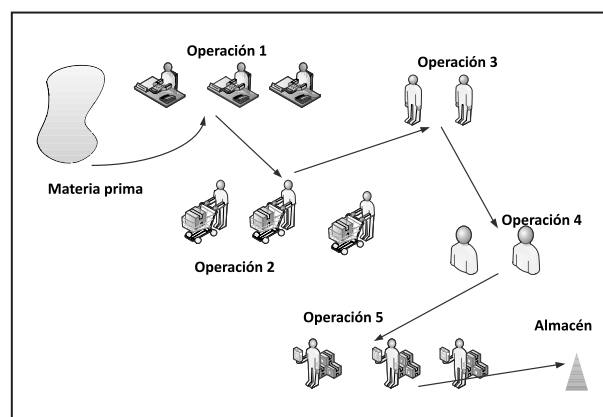 Operación 1
Operación 3
Materia prima
Operación 4
Operación 2
Operación 5
Almacén